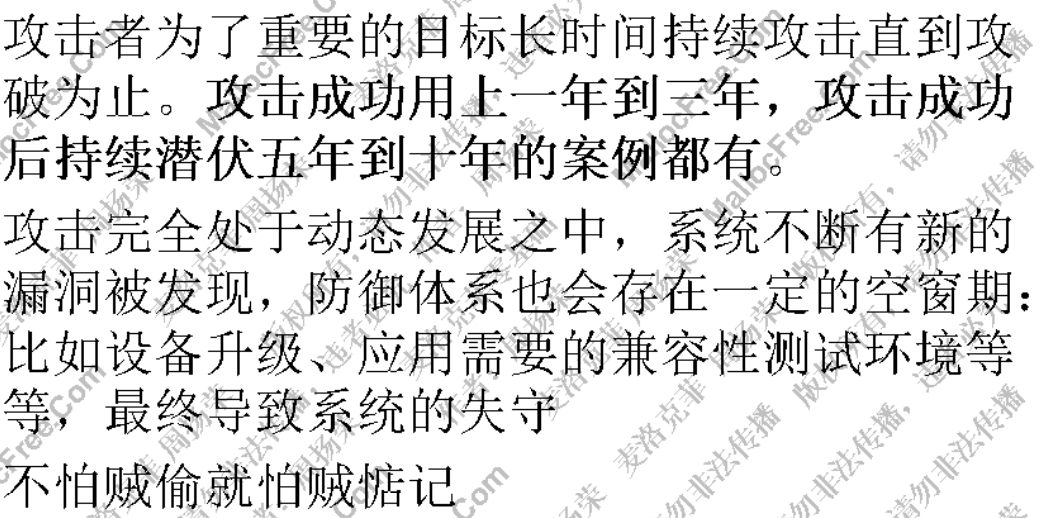 攻击者为了重要的目标长时间持续攻击直到攻
破为止。攻击成功用上一年到三年，攻击成功
后持续潜伏五年到十年的案例都有。
攻击完全处于动态发展之中，系统不断有新的
漏洞被发现，防御体系也会存在一定的空窗期：
比如设备升级、应用需要的兼容性测试环境等
等，最终导致系统的失守
不怕贼偷就怕贼惦记